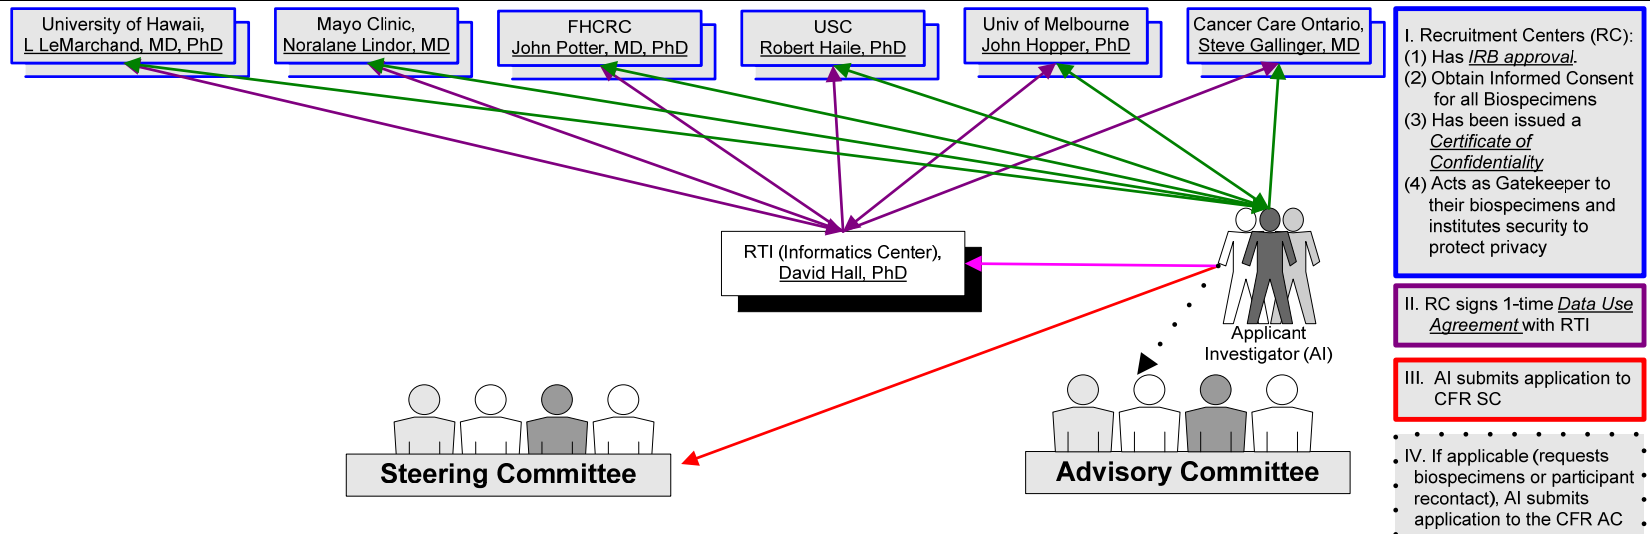 University of Hawaii,
L LeMarchand, MD, PhD
Mayo Clinic,
Noralane Lindor, MD
FHCRC
John Potter, MD, PhD
USC
Robert Haile, PhD
Univ of Melbourne
John Hopper, PhD
Cancer Care Ontario,
Steve Gallinger, MD
RTI (Informatics Center),
David Hall, PhD
Applicant
Investigator (AI)
Steering Committee
Advisory Committee
I. Recruitment Centers (RC):
(1) Has IRB approval.
(2) Obtain Informed Consent
for all Biospecimens
(3) Has been issued a
Certificate of
Confidentiality
(4) Acts as Gatekeeper to
their biospecimens and
institutes security to
protect privacy
II. RC signs 1-time Data Use
Agreement with RTI
III. AI submits application to
CFR SC
IV. If applicable (requests
biospecimens or participant
recontact), AI submits
application to the CFR AC